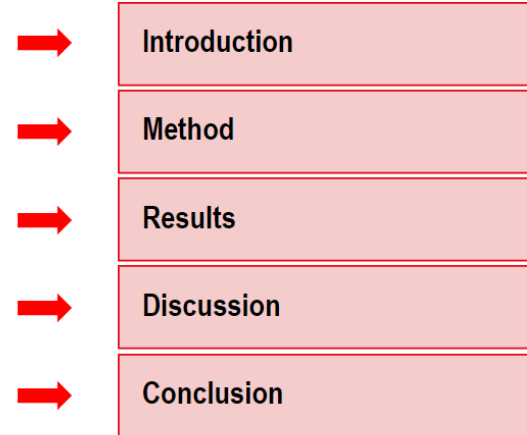 Introduction
Method
Results
Discussion
Conclusion